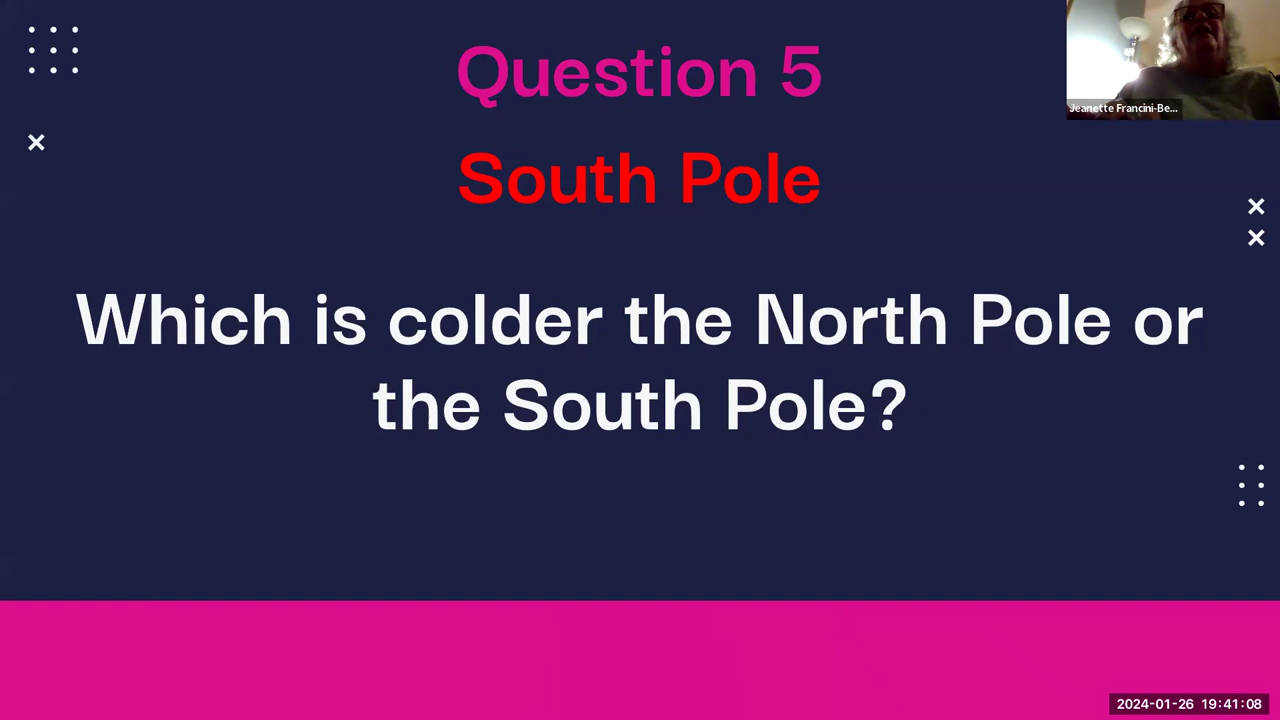 Question 5
Jeanette Francini-Be...
South Pole
Which is colder the North Pole or
the South Pole?
2024-01-26 19:41:08